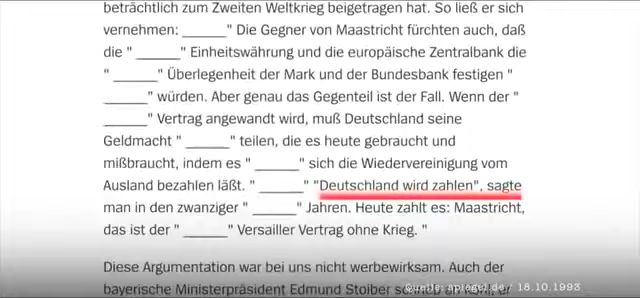 beträchtlich zum Zweiten Weltkrieg beigetragen hat. So ließ er sich
vernehmen: ______" Die Gegner von Maastricht fürchten auch, daß
die " ______" Einheitswährung und die europäische Zentralbank die
" ______" Überlegenheit der Mark und der Bundesbank festigen "
______" würden. Aber genau das Gegenteil ist der Fall. Wenn der "
______" Vertrag angewandt wird, muß Deutschland seine
Geldmacht " ______" teilen, die es heute gebraucht und
mißbraucht, indem es " ______" sich die Wiedervereinigung vom
Ausland bezahlen läßt. " ______" "Deutschland wird zahlen", sagte
man in den zwanziger " ______" Jahren. Heute zahlt es: Maastricht,
das ist der " ______" Versailler Vertrag ohne Krieg. "
Diese Argumentation war bei uns nicht werbewirksam. Auch der
bayerische Ministerpräsident Edmund Stoiber
Quelle: spiegel.de / 18.10.1993